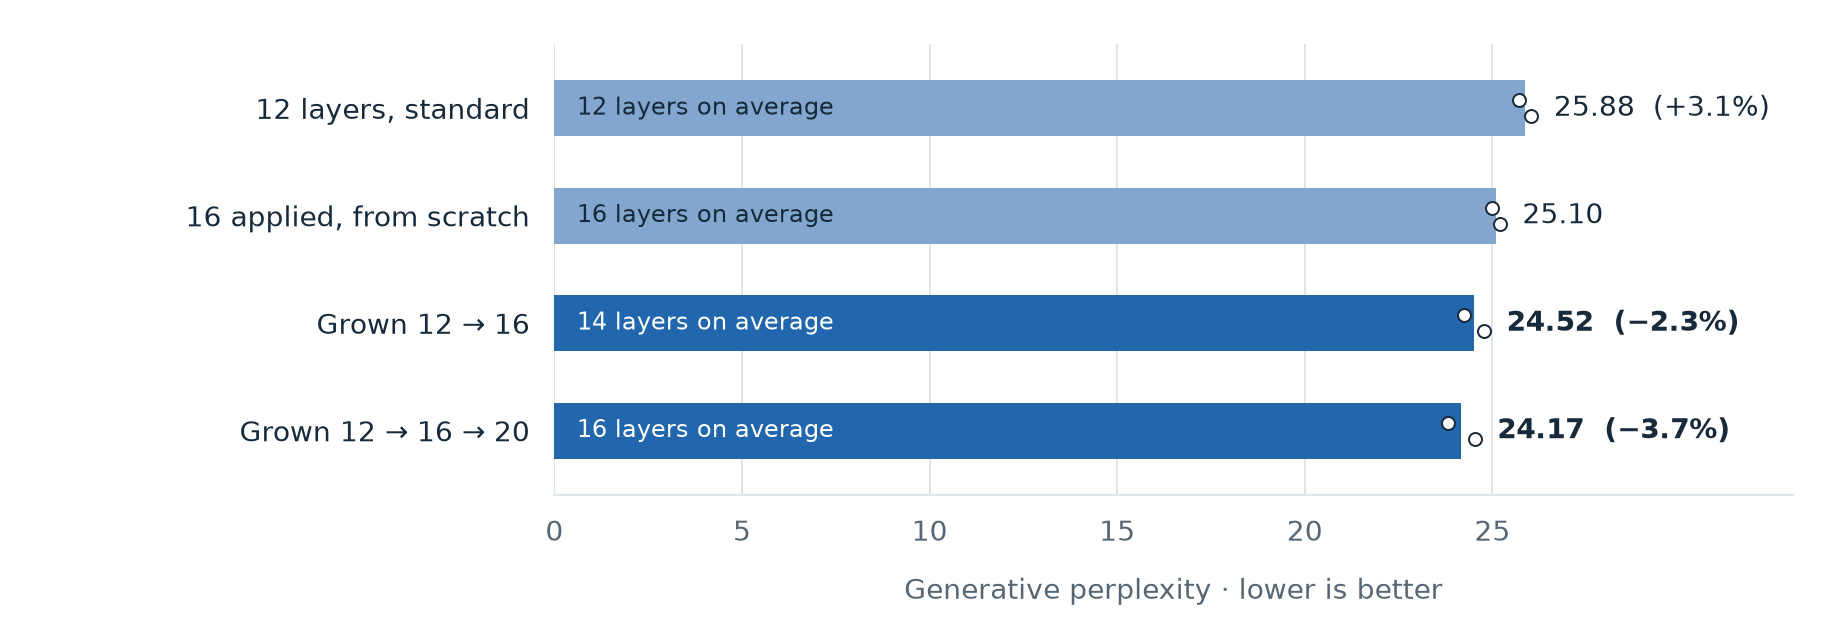 12 layers, standard
12 layers on average
25.88 (+3.1%)
16 applied, from scratch
16 layers on average
25.10
Grown 12 → 16
14 layers on average
24.52 (−2.3%)
Grown 12 → 16 → 20
16 layers on average
24.17 (−3.7%)
0 5 10 15 20 25
Generative perplexity · lower is better